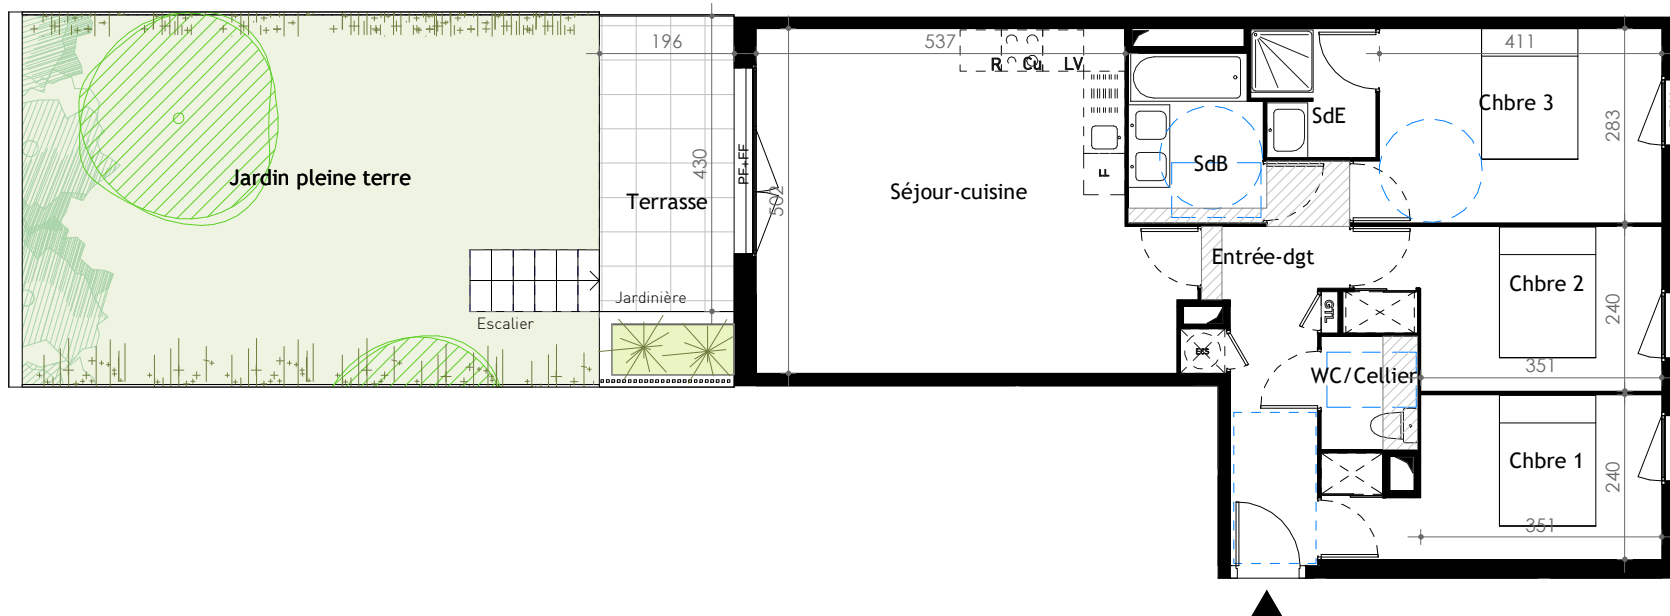 196
537
411
R
Cu
LV
Chbre 3
SdE
283
PF+FF
430
SdB
F
Jardin pleine terre
Séjour-cuisine
Terrasse
502
Entrée-dgt
Chbre 2
Jardinière
GTL
240
Escalier
ECS
WC/Cellier
351
Chbre 1
240
351